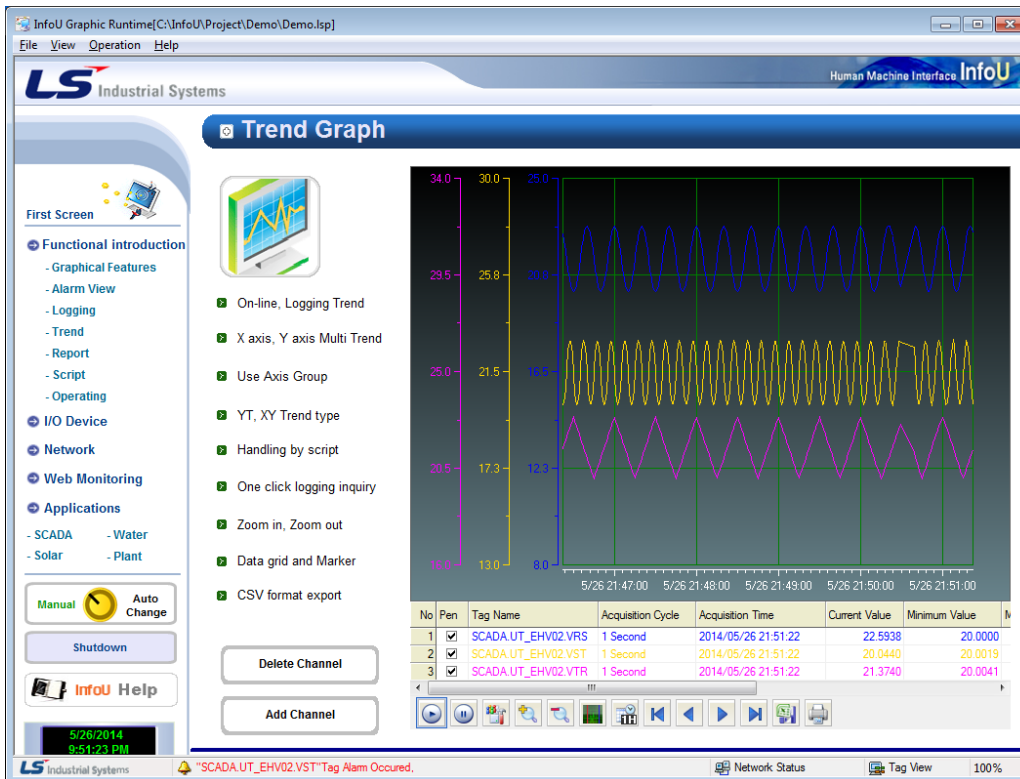 InfoU Graphic Runtime[C:\InfoU\Project\Demo\Demo.lsp]
File View Operation Help
LS Industrial Systems
Human Machine Interface InfoU
Trend Graph
First Screen
Functional introduction
- Graphical Features
- Alarm View
- Logging
- Trend
- Report
- Script
- Operating
I/O Device
Network
Web Monitoring
Applications
- SCADA - Water
- Solar - Plant
Manual Auto Change
Shutdown
InfoU Help
5/26/2014
9:51:23 PM
On-line, Logging Trend
X axis, Y axis Multi Trend
Use Axis Group
YT, XY Trend type
Handling by script
One click logging inquiry
Zoom in, Zoom out
Data grid and Marker
CSV format export
Delete Channel
Add Channel
34.0 30.0 25.0
29.5 25.8
25.0 21.5 16.5
20.5 17.3 12.3
13.0 8.0
5/26 21:47:00 5/26 21:48:00 5/26 21:49:00 5/26 21:50:00 5/26 21:51:00
No Pen Tag Name Acquisition Cycle Acquisition Time Current Value Minimum Value
1 SCADA.UT_EHV02.VRS 1 Second 2014/05/26 21:51:22 22.5938 20.0000
2 SCADA.UT_EHV02.VST 1 Second 2014/05/26 21:51:22 20.0440 20.0019
3 SCADA.UT_EHV02.VTR 1 Second 2014/05/26 21:51:22 21.3740 20.0041
LS Industrial Systems
"SCADA.UT_EHV02.VST"Tag Alarm Occured,
Network Status
Tag View
100%